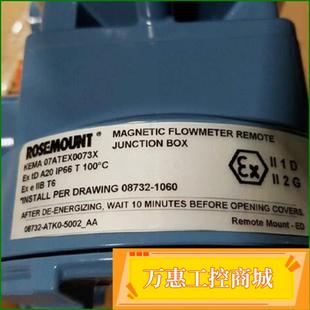 ROSEMOUNT®
KEMA 07ATEX0073X
Ex tD A20 IP66 T 100°C
Ex e IIB T6
MAGNETIC FLOWMETER REMOTE
JUNCTION BOX
Ex
II 1 D
II 2 G
*INSTALL PER DRAWING 08732-1060
AFTER DE-ENERGIZING, WAIT 10 MINUTES BEFORE OPENING COVERS.
08732-ATK0-5002_AA
Remote Mount - ED
万惠工控商城